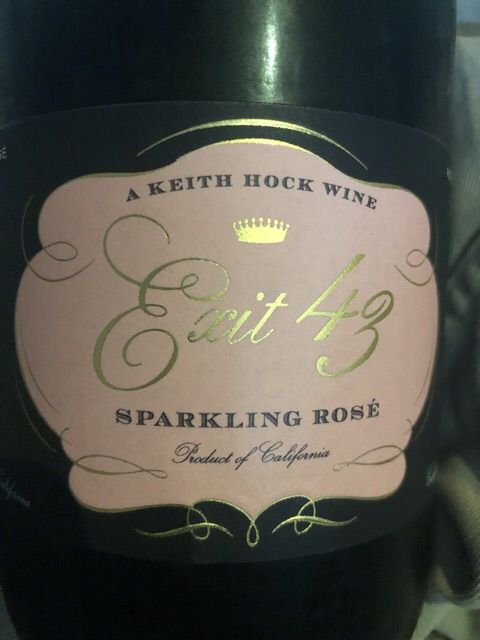 A KEITH HOCK WINE
Exit 43
SPARKLING ROSÉ
Product of California